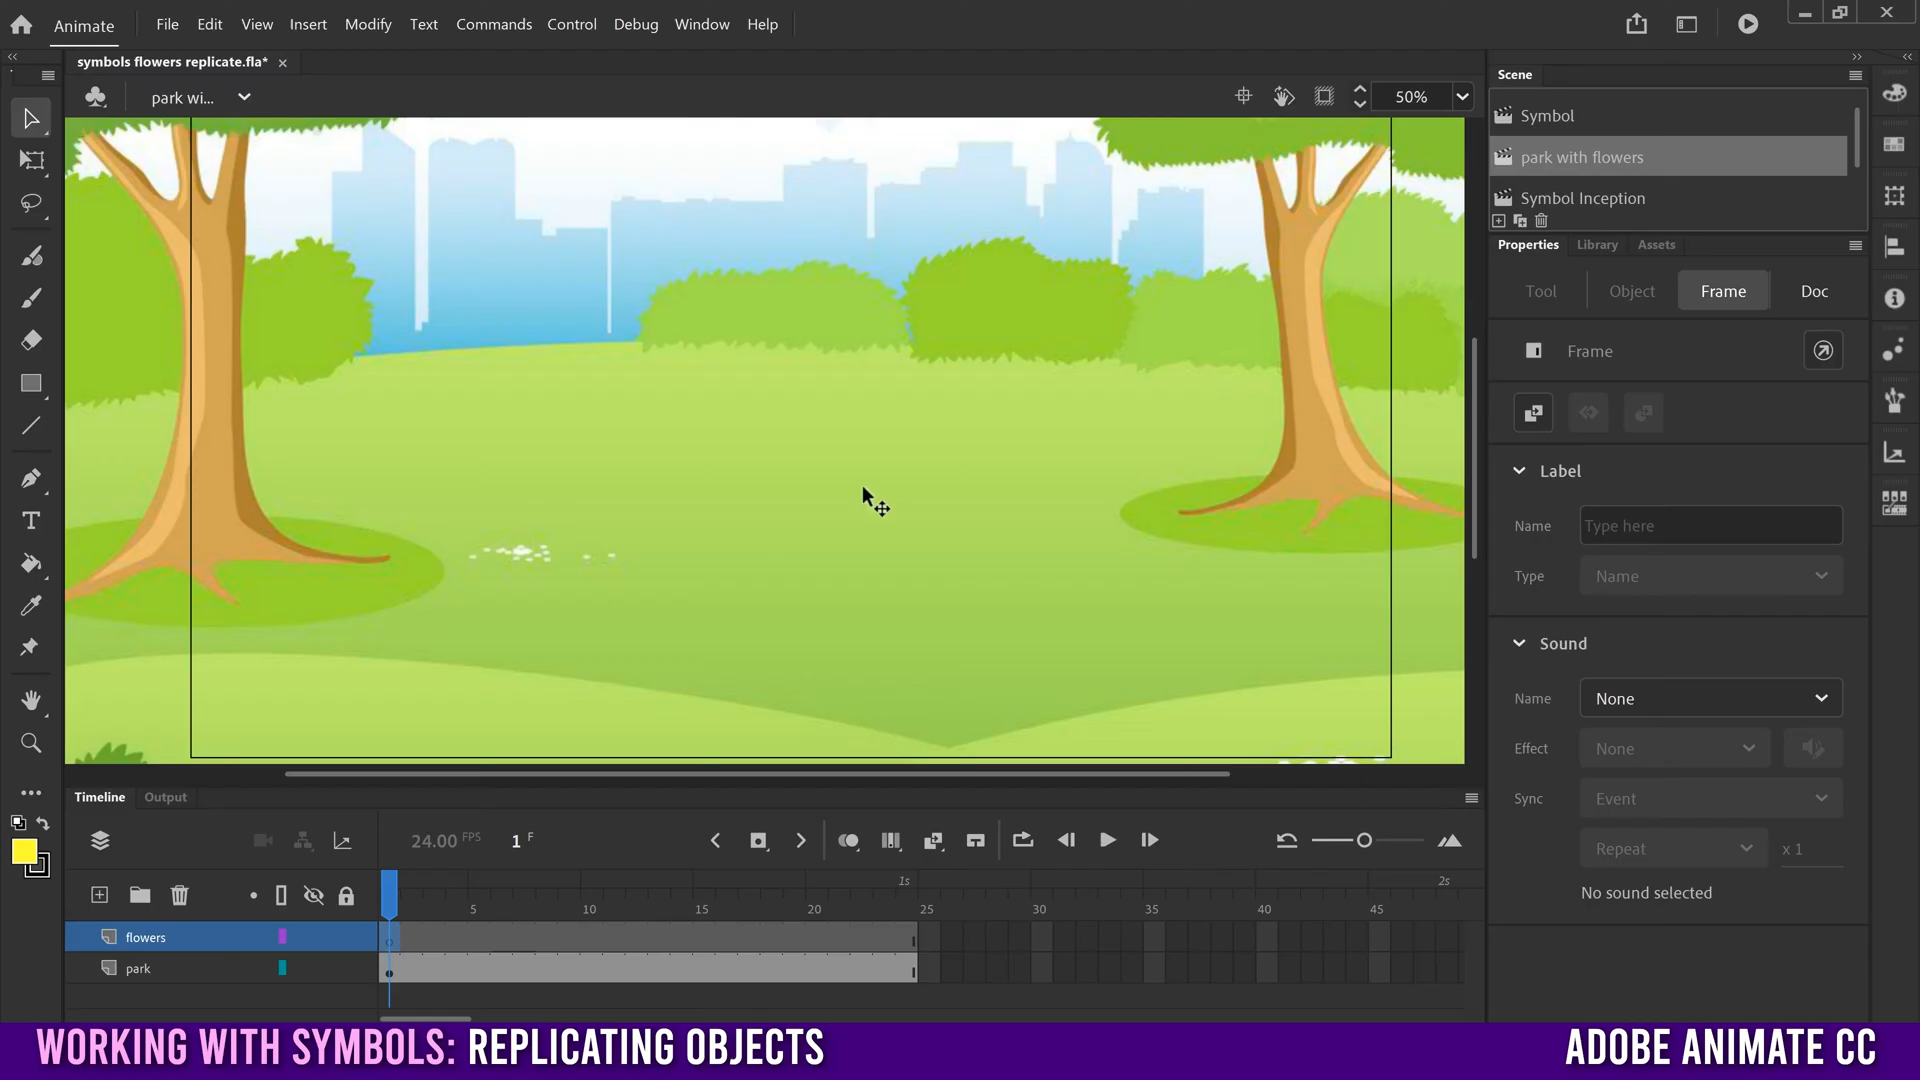 Animate File Edit View Insert Modify Text Commands Control Debug Window Help
symbols flowers replicate.fla*
park wi...
50%
Scene
Symbol
park with flowers
Symbol Inception
Properties Library Assets
Tool Object Frame Doc
Frame
Label
Name Type here
Type Name
Sound
Name None
Effect None
Sync Event
Repeat x 1
No sound selected
Timeline Output
24.00 FPS 1 F
1s 2s
5 10 15 20 25 30 35 40 45
flowers
park
WORKING WITH SYMBOLS: REPLICATING OBJECTS
ADOBE ANIMATE CC